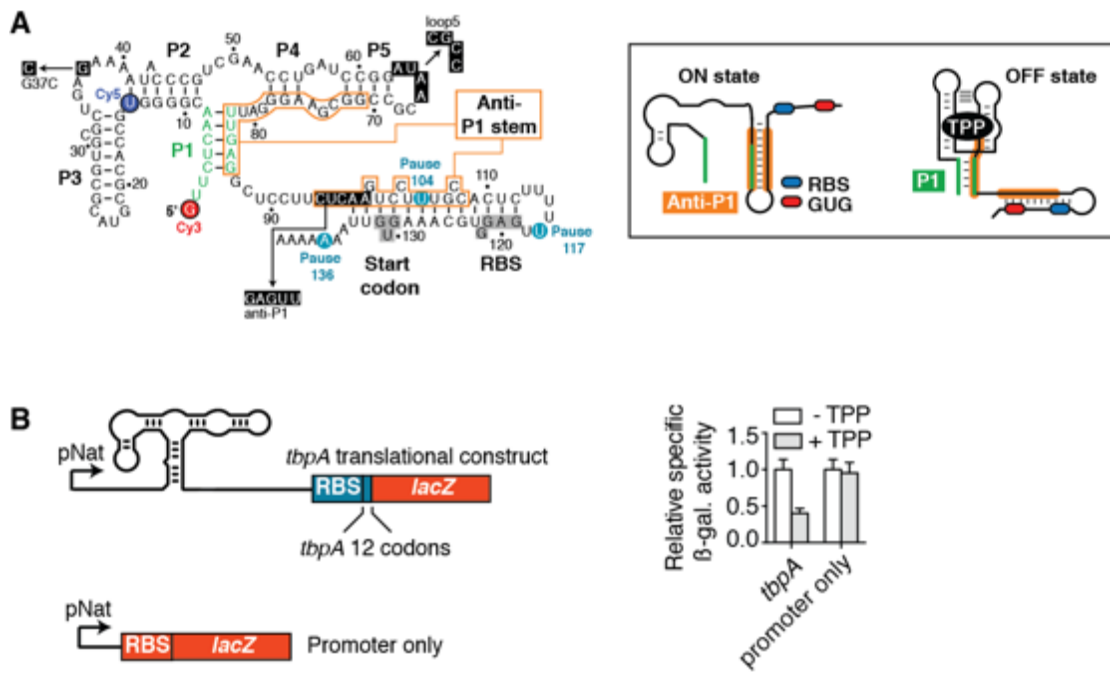 A
40
P2
50
P4
60
P5
loop5
G37C
Cy5
10
80
70
Anti-
P1 stem
30
P3
20
P1
5'
G
Cy3
Pause
104
110
90
CUCAA
AAAAA
Pause
136
130
Start
codon
120
RBS
Pause
117
GAGUU
anti-P1
ON state
OFF state
TPP
Anti-P1
P1
RBS
GUG
B
pNat
tbpA translational construct
RBS
lacZ
tbpA 12 codons
pNat
RBS
lacZ
Promoter only
- TPP
+ TPP
Relative specific
ß-gal. activity
1.5
1.0
0.5
0.0
tbpA
promoter only